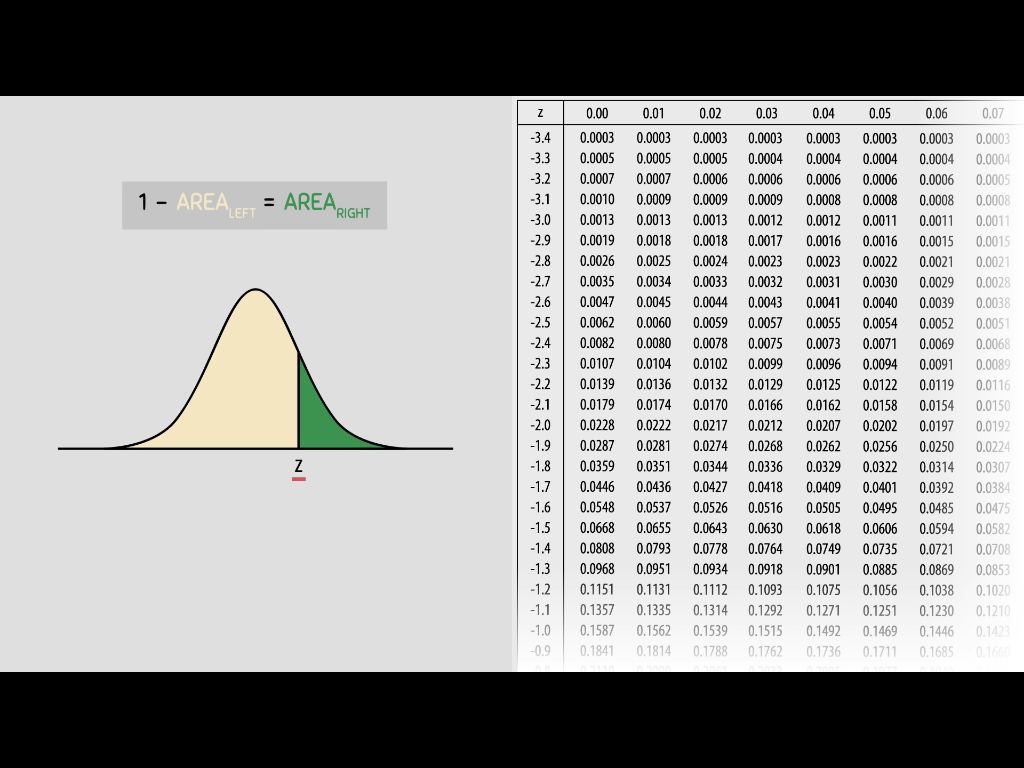 1 – AREA LEFT = AREA RIGHT
Z
z 0.00 0.01 0.02 0.03 0.04 0.05 0.06 0.07
-3.4 0.0003 0.0003 0.0003 0.0003 0.0003 0.0003 0.0003 0.0003
-3.3 0.0005 0.0005 0.0005 0.0004 0.0004 0.0004 0.0004 0.0004
-3.2 0.0007 0.0007 0.0006 0.0006 0.0006 0.0006 0.0006 0.0005
-3.1 0.0010 0.0009 0.0009 0.0009 0.0008 0.0008 0.0008 0.0008
-3.0 0.0013 0.0013 0.0013 0.0012 0.0012 0.0011 0.0011 0.0011
-2.9 0.0019 0.0018 0.0018 0.0017 0.0016 0.0016 0.0015 0.0015
-2.8 0.0026 0.0025 0.0024 0.0023 0.0023 0.0022 0.0021 0.0021
-2.7 0.0035 0.0034 0.0033 0.0032 0.0031 0.0030 0.0029 0.0028
-2.6 0.0047 0.0045 0.0044 0.0043 0.0041 0.0040 0.0039 0.0038
-2.5 0.0062 0.0060 0.0059 0.0057 0.0055 0.0054 0.0052 0.0051
-2.4 0.0082 0.0080 0.0078 0.0075 0.0073 0.0071 0.0069 0.0068
-2.3 0.0107 0.0104 0.0102 0.0099 0.0096 0.0094 0.0091 0.0089
-2.2 0.0139 0.0136 0.0132 0.0129 0.0125 0.0122 0.0119 0.0116
-2.1 0.0179 0.0174 0.0170 0.0166 0.0162 0.0158 0.0154 0.0150
-2.0 0.0228 0.0222 0.0217 0.0212 0.0207 0.0202 0.0197 0.0192
-1.9 0.0287 0.0281 0.0274 0.0268 0.0262 0.0256 0.0250 0.0224
-1.8 0.0359 0.0351 0.0344 0.0336 0.0329 0.0322 0.0314 0.0307
-1.7 0.0446 0.0436 0.0427 0.0418 0.0409 0.0401 0.0392 0.0384
-1.6 0.0548 0.0537 0.0526 0.0516 0.0505 0.0495 0.0485 0.0475
-1.5 0.0668 0.0655 0.0643 0.0630 0.0618 0.0606 0.0594 0.0582
-1.4 0.0808 0.0793 0.0778 0.0764 0.0749 0.0735 0.0721 0.0708
-1.3 0.0968 0.0951 0.0934 0.0918 0.0901 0.0885 0.0869 0.0853
-1.2 0.1151 0.1131 0.1112 0.1093 0.1075 0.1056 0.1038 0.1020
-1.1 0.1357 0.1335 0.1314 0.1292 0.1271 0.1251 0.1230 0.1210
-1.0 0.1587 0.1562 0.1539 0.1515 0.1492 0.1469 0.1446 0.1423
-0.9 0.1841 0.1814 0.1788 0.1762 0.1736 0.1711 0.1685 0.1660